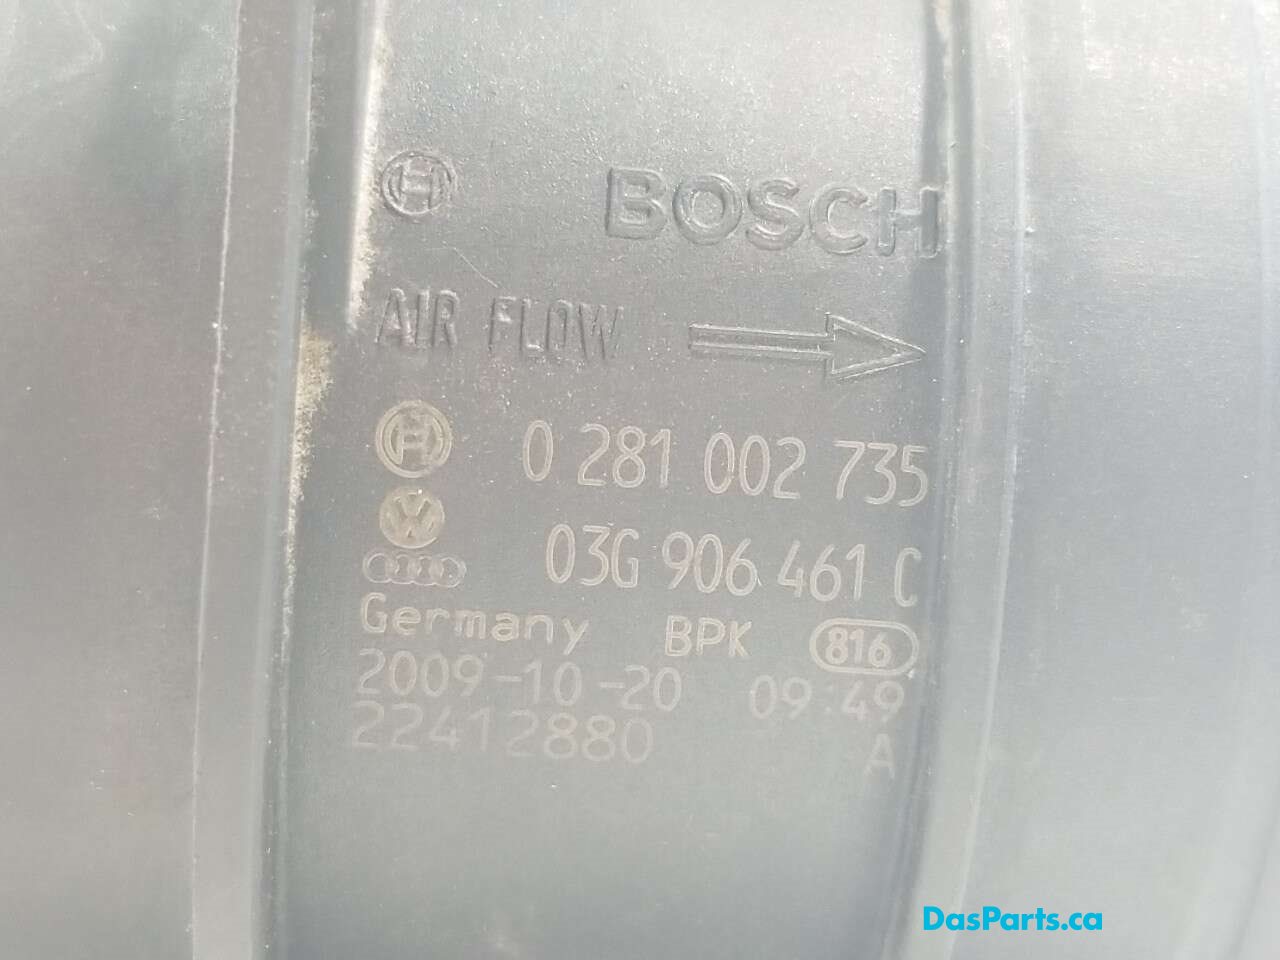 BOSCH
AIR FLOW
0 281 002 735
03G 906 461 C
Germany BPK 816
2009-10-20 09:49
22412880 A
DasParts.ca